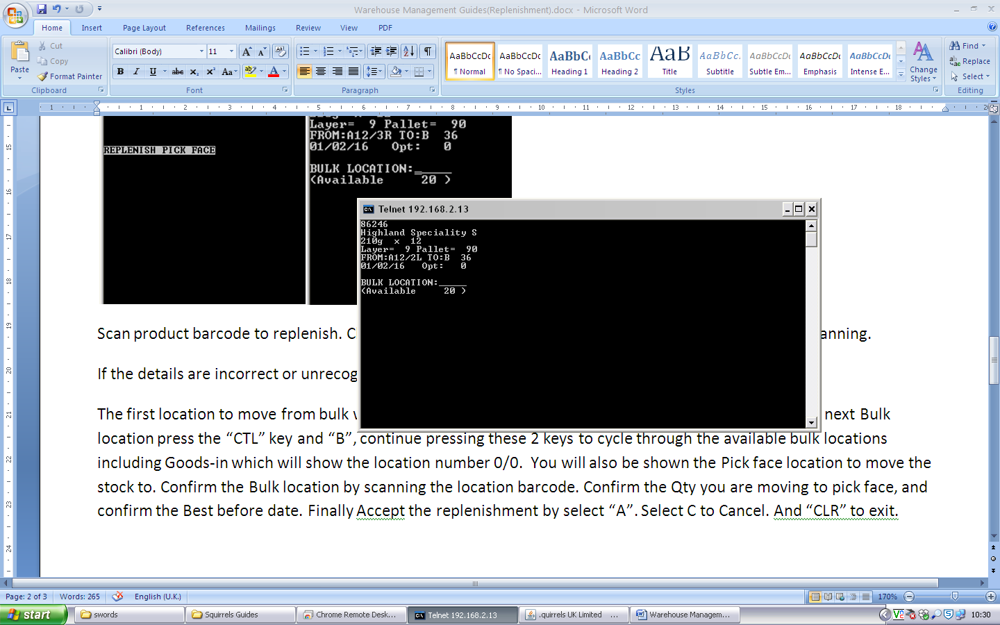 Warehouse Management Guides(Replenishment).docx - Microsoft Word
Home Insert Page Layout References Mailings Review View PDF
Paste
Cut
Copy
Format Painter
Clipboard
Calibri (Body) 11
B I U abc x₂ x² Aa
Font
Paragraph
AaBbCcDc AaBbCcDc AaBbCc AaBbCc AaB AaBbCc. AaBbCcDc AaBbCcDc AaBbCcDc
¶ Normal ¶ No Spaci... Heading 1 Heading 2 Title Subtitle Subtle Em... Emphasis Intense E...
Styles
Change Styles
Find
Replace
Select
Editing
REPLENISH PICK FACE
Layer= 9 Pallet= 90
FROM:A12/3R TO:B 36
01/02/16 Opt: 0
BULK LOCATION:_____
(Available 20 )
Telnet 192.168.2.13
86246
Highland Speciality S
210g x 12
Layer= 9 Pallet= 90
FROM:A12/2L TO:B 36
01/02/16 Opt: 0
BULK LOCATION:_____
(Available 20 )
Scan product barcode to replenish. C anning.
If the details are incorrect or unrecog
The first location to move from bulk next Bulk
location press the “CTL” key and “B”, continue pressing these 2 keys to cycle through the available bulk locations
including Goods-in which will show the location number 0/0. You will also be shown the Pick face location to move the
stock to. Confirm the Bulk location by scanning the location barcode. Confirm the Qty you are moving to pick face, and
confirm the Best before date. Finally Accept the replenishment by select “A”. Select C to Cancel. And “CLR” to exit.
Page: 2 of 3 Words: 265 English (U.K.) 170%
start swords Squirrels Guides Chrome Remote Desk... Telnet 192.168.2.13 .quirrels UK Limited ... Warehouse Managem... 10:30